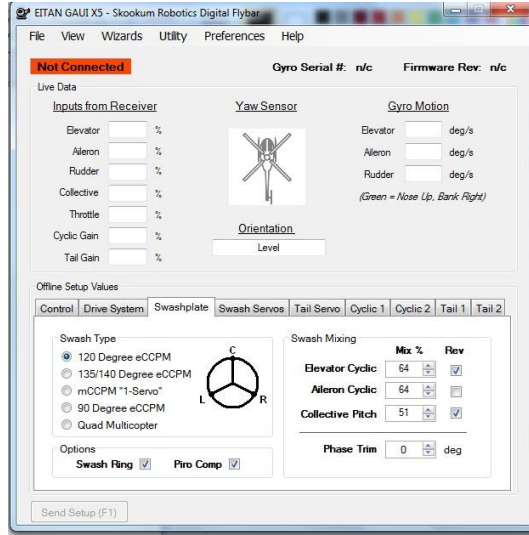 EITAN GAUI X5 - Skookum Robotics Digital Flybar
File View Wizards Utility Preferences Help
Not Connected Gyro Serial #: n/c Firmware Rev: n/c
Live Data
Inputs from Receiver Yaw Sensor Gyro Motion
Elevator % Elevator deg/s
Aileron % Aileron deg/s
Rudder % Rudder deg/s
Collective % (Green = Nose Up, Bank Right)
Throttle %
Cyclic Gain % Orientation
Tail Gain % Level
Offline Setup Values
Control Drive System Swashplate Swash Servos Tail Servo Cyclic 1 Cyclic 2 Tail 1 Tail 2
Swash Type Swash Mixing
Mix % Rev
120 Degree eCCPM C Elevator Cyclic 64
135/140 Degree eCCPM
mCCPM "1-Servo" Aileron Cyclic 64
90 Degree eCCPM L R Collective Pitch 51
Quad Multicopter
Options Phase Trim 0 deg
Swash Ring Piro Comp
Send Setup (F1)